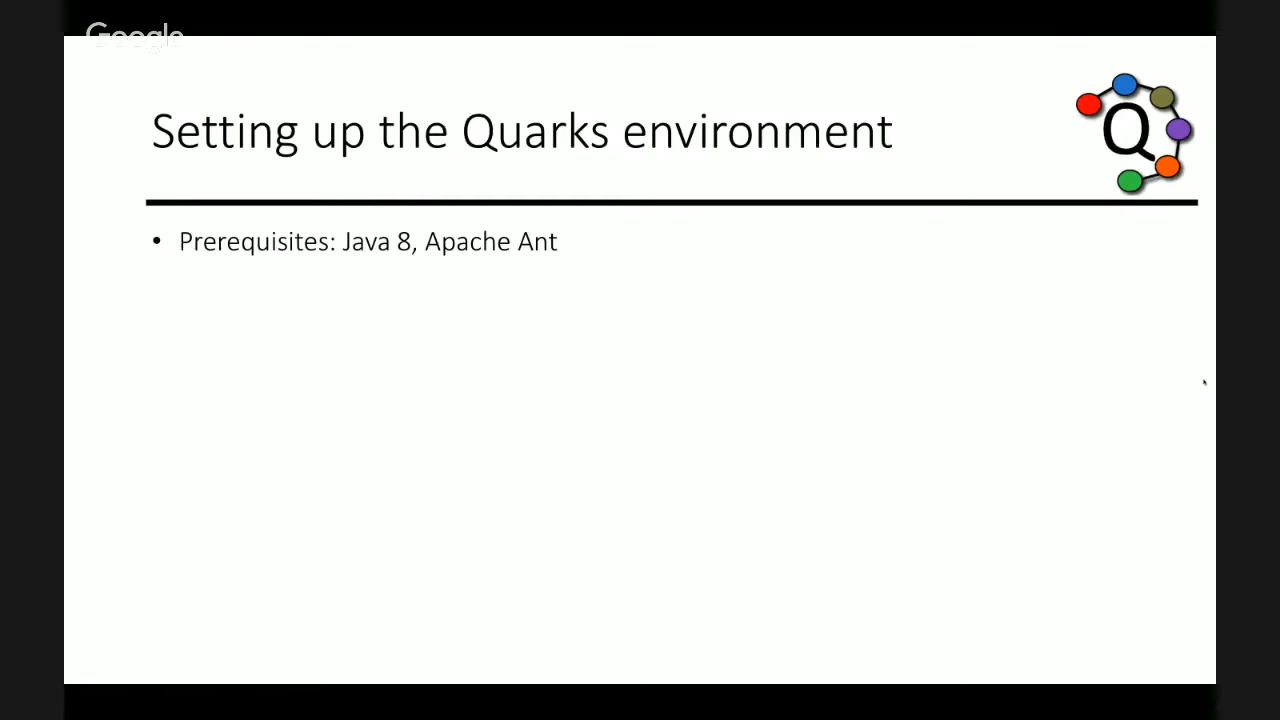 Google
Setting up the Quarks environment
Q
• Prerequisites: Java 8, Apache Ant